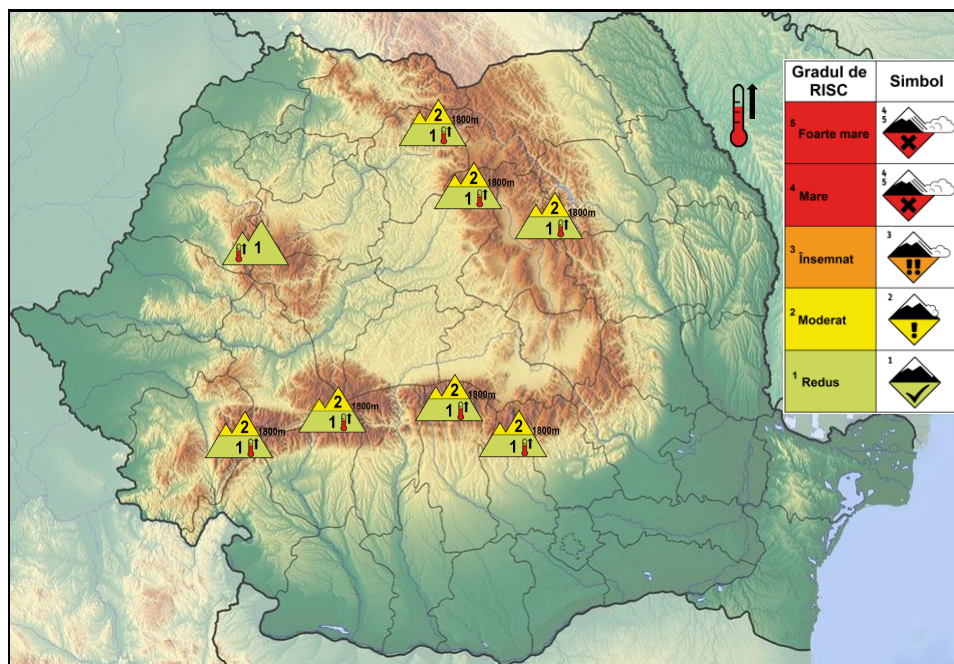 Gradul de
RISC
Simbol
5 Foarte mare
4
5
4 Mare
4
5
3 Însemnat
3
!!
2 Moderat
2
!
1 Redus
1
2
1800m
1
2
1800m
1
2
1800m
1
1
2
1800m
1
2
1800m
1
2
1800m
1
2
1800m
1